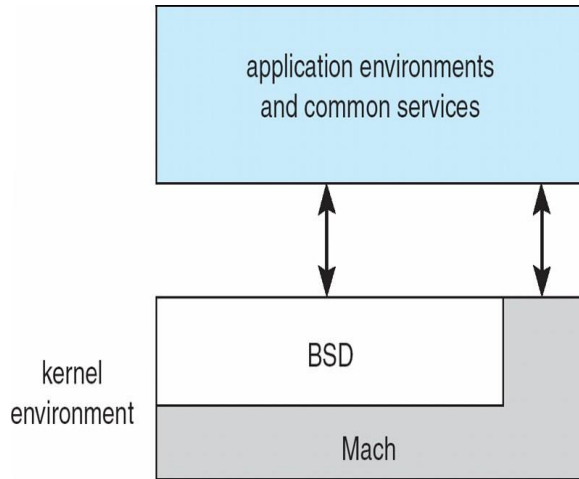 application environments
and common services
BSD
kernel
environment
Mach